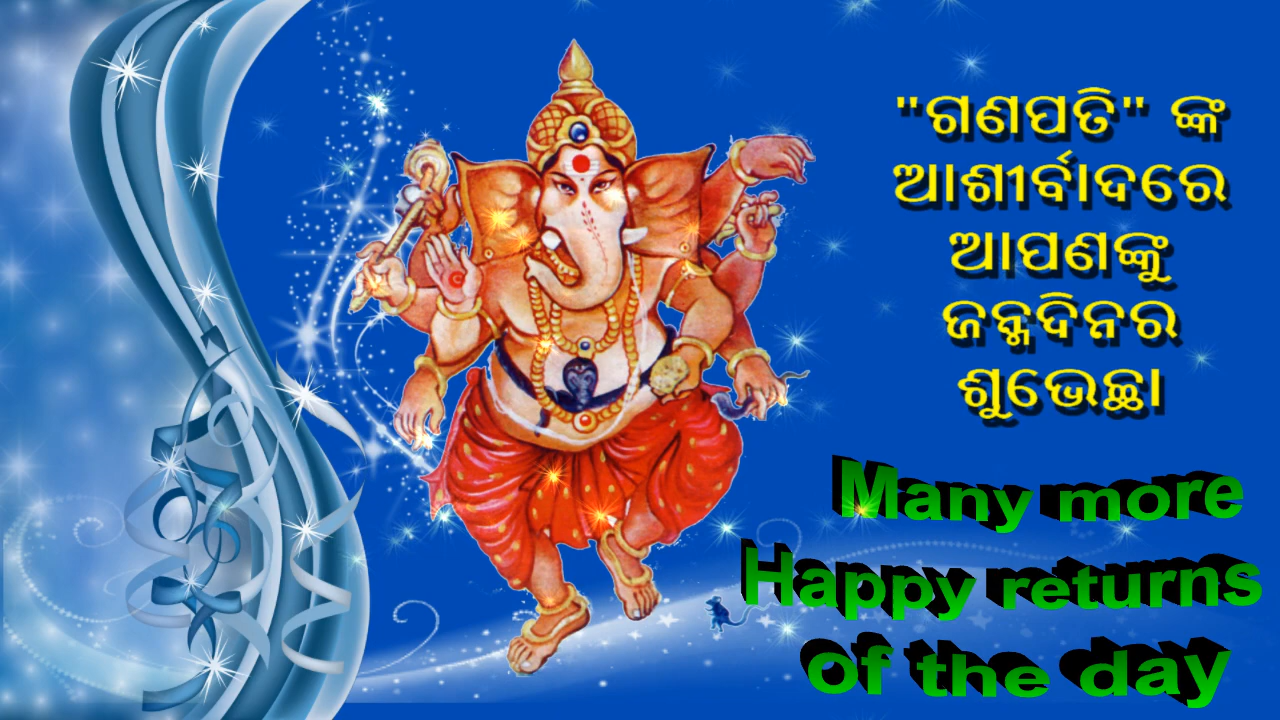 "ଗଣପତି" ଙ୍କ
ଆଶୀର୍ବାଦରେ
ଆପଣଙ୍କୁ
ଜନ୍ମଦିନର
ଶୁଭେଚ୍ଛା
Many more
Happy returns
of the day